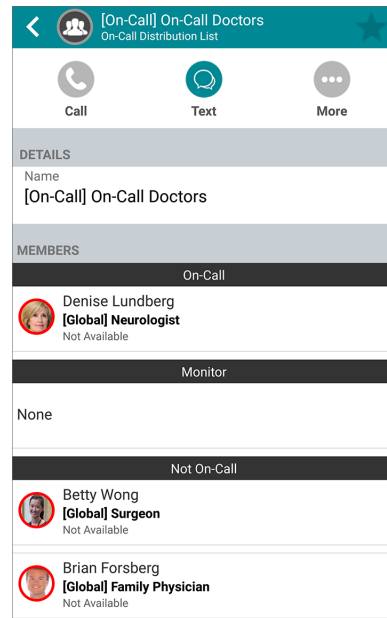 [On-Call] On-Call Doctors
On-Call Distribution List
Call
Text
More
DETAILS
Name
[On-Call] On-Call Doctors
MEMBERS
On-Call
Denise Lundberg
[Global] Neurologist
Not Available
Monitor
None
Not On-Call
Betty Wong
[Global] Surgeon
Not Available
Brian Forsberg
[Global] Family Physician
Not Available